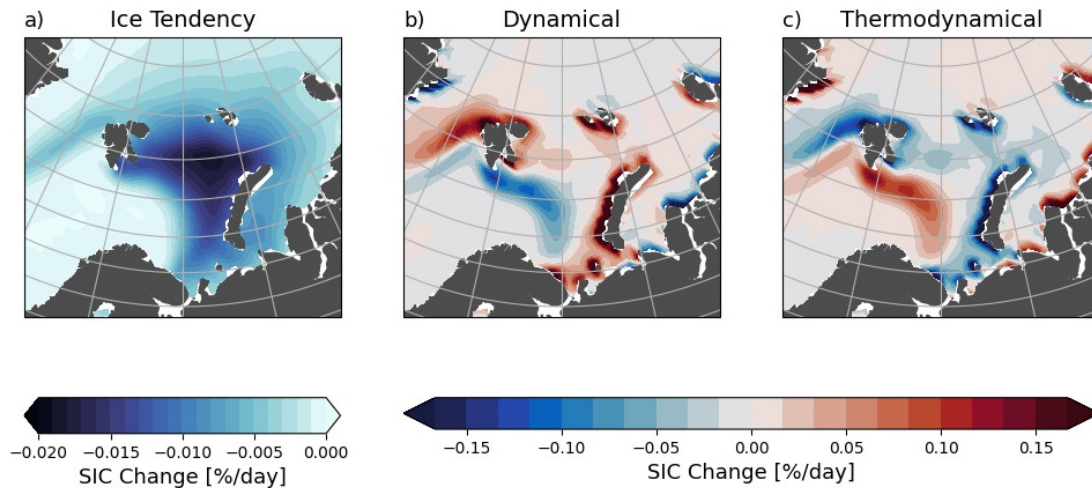 a) Ice Tendency
b) Dynamical
c) Thermodynamical
−0.020 −0.015 −0.010 −0.005 0.000
SIC Change [%/day]
−0.15 −0.10 −0.05 0.00 0.05 0.10 0.15
SIC Change [%/day]